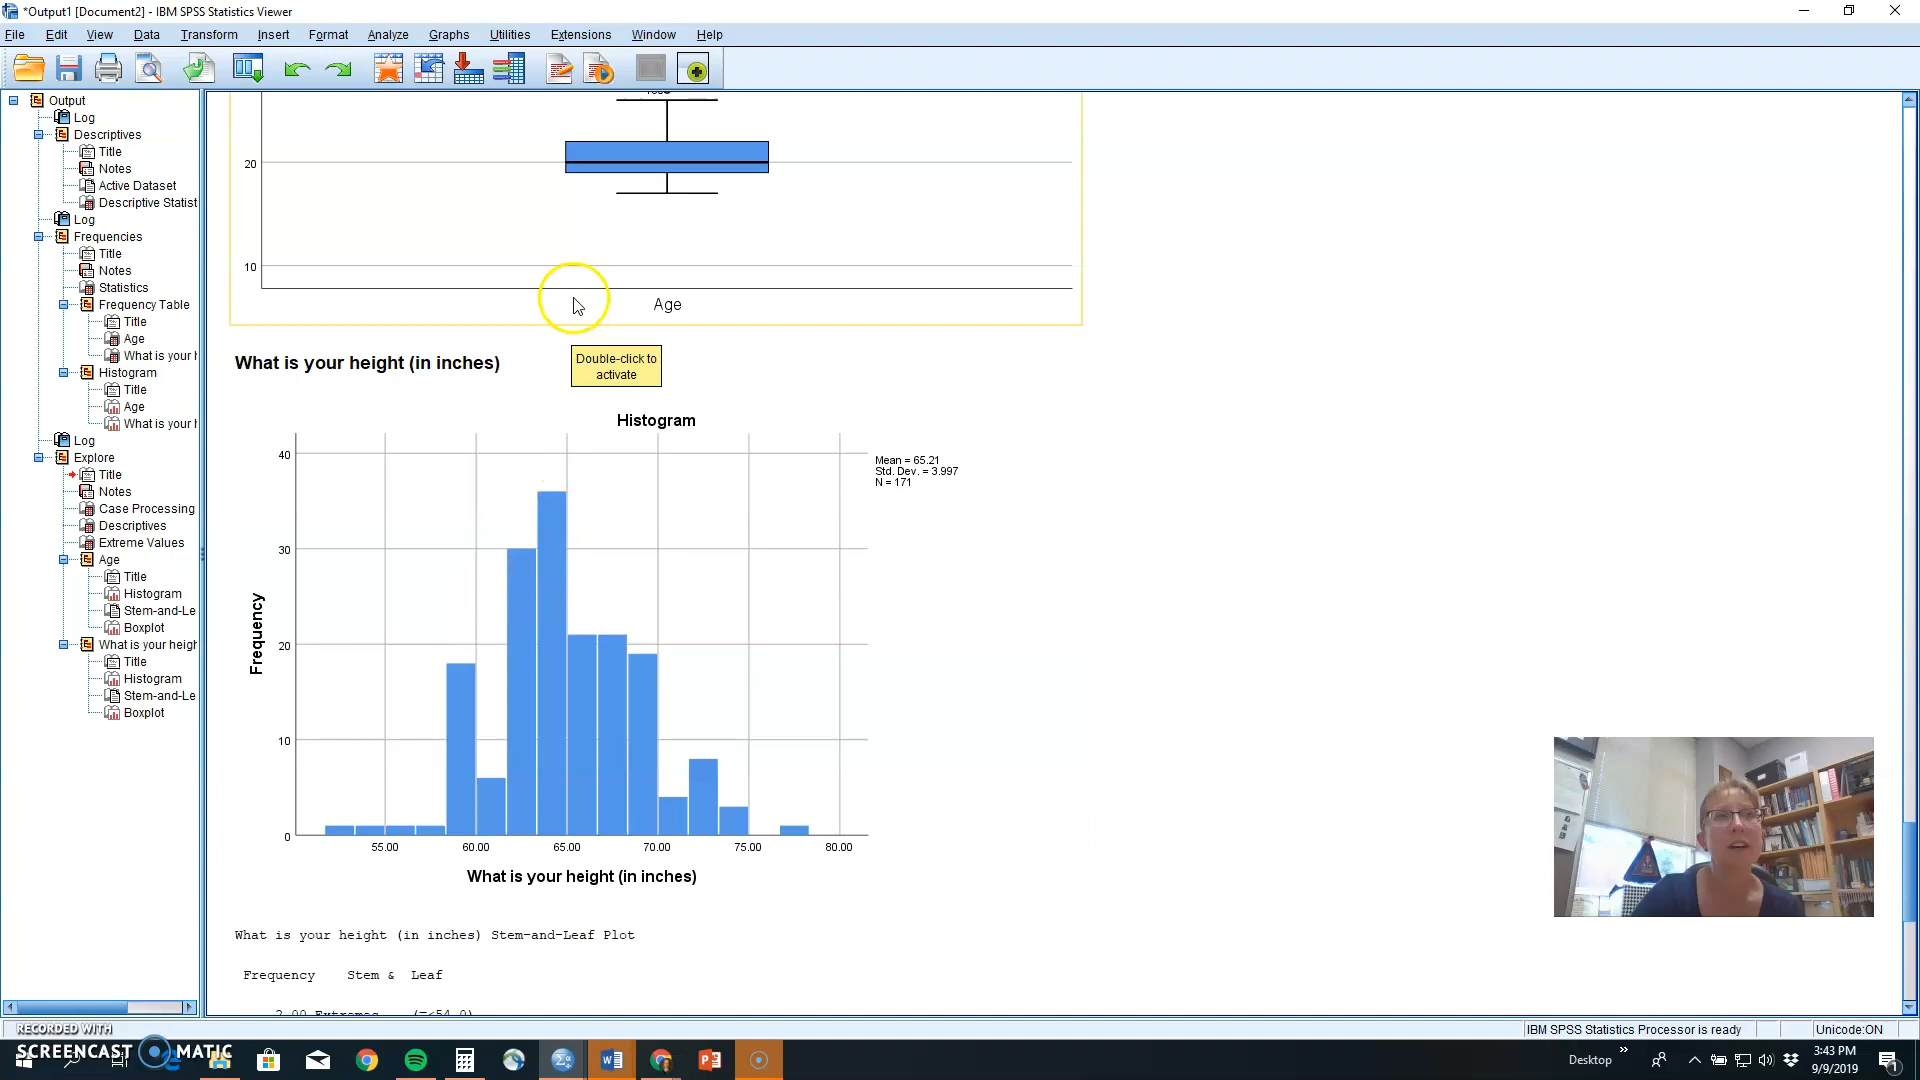 *Output1 [Document2] - IBM SPSS Statistics Viewer
File Edit View Data Transform Insert Format Analyze Graphs Utilities Extensions Window Help
Output
Log
Descriptives
Title
Notes
Active Dataset
Descriptive Statist
Log
Frequencies
Title
Notes
Statistics
Frequency Table
Title
Age
What is your h
Histogram
Title
Age
What is your h
Log
Explore
Title
Notes
Case Processing
Descriptives
Extreme Values
Age
Title
Histogram
Stem-and-Le
Boxplot
What is your heigh
Title
Histogram
Stem-and-Le
Boxplot
20
10
Age
What is your height (in inches)
Double-click to
activate
Histogram
Mean = 65.21
Std. Dev. = 3.997
N = 171
40
30
20
10
0
Frequency
55.00 60.00 65.00 70.00 75.00 80.00
What is your height (in inches)
What is your height (in inches) Stem-and-Leaf Plot
Frequency Stem & Leaf
2.00 Extremes (=<54.0)
IBM SPSS Statistics Processor is ready
Unicode:ON
RECORDED WITH
SCREENCAST MATIC
Desktop
3:43 PM
9/9/2019